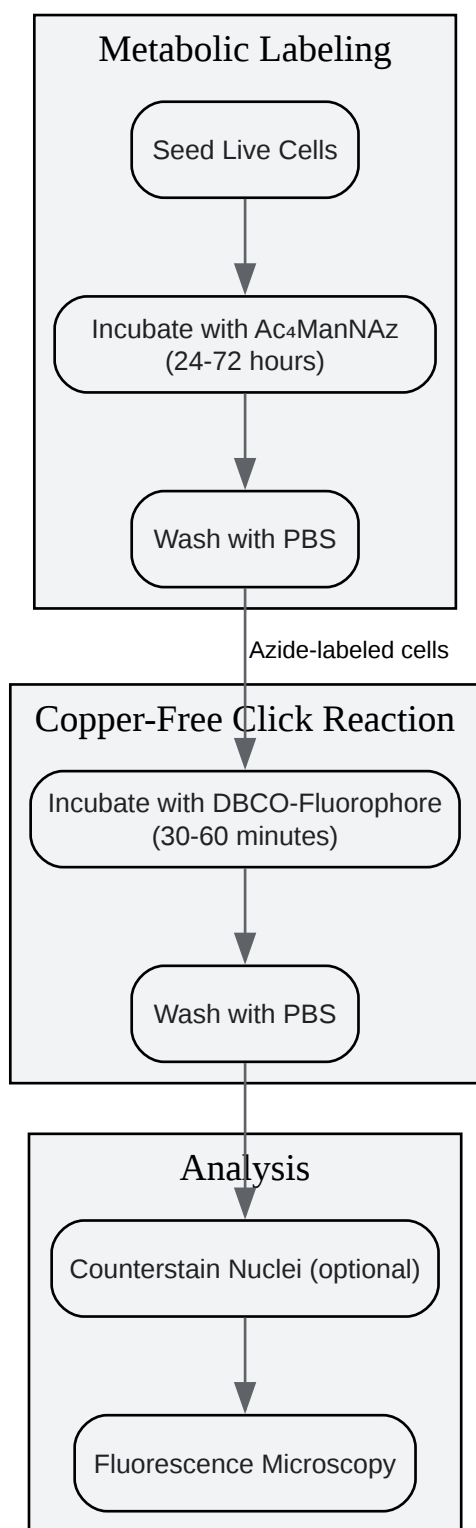 Metabolic Labeling
Seed Live Cells
Incubate with Ac₄ManNAz
(24-72 hours)
Wash with PBS
Azide-labeled cells
Copper-Free Click Reaction
Incubate with DBCO-Fluorophore
(30-60 minutes)
Wash with PBS
Analysis
Counterstain Nuclei (optional)
Fluorescence Microscopy